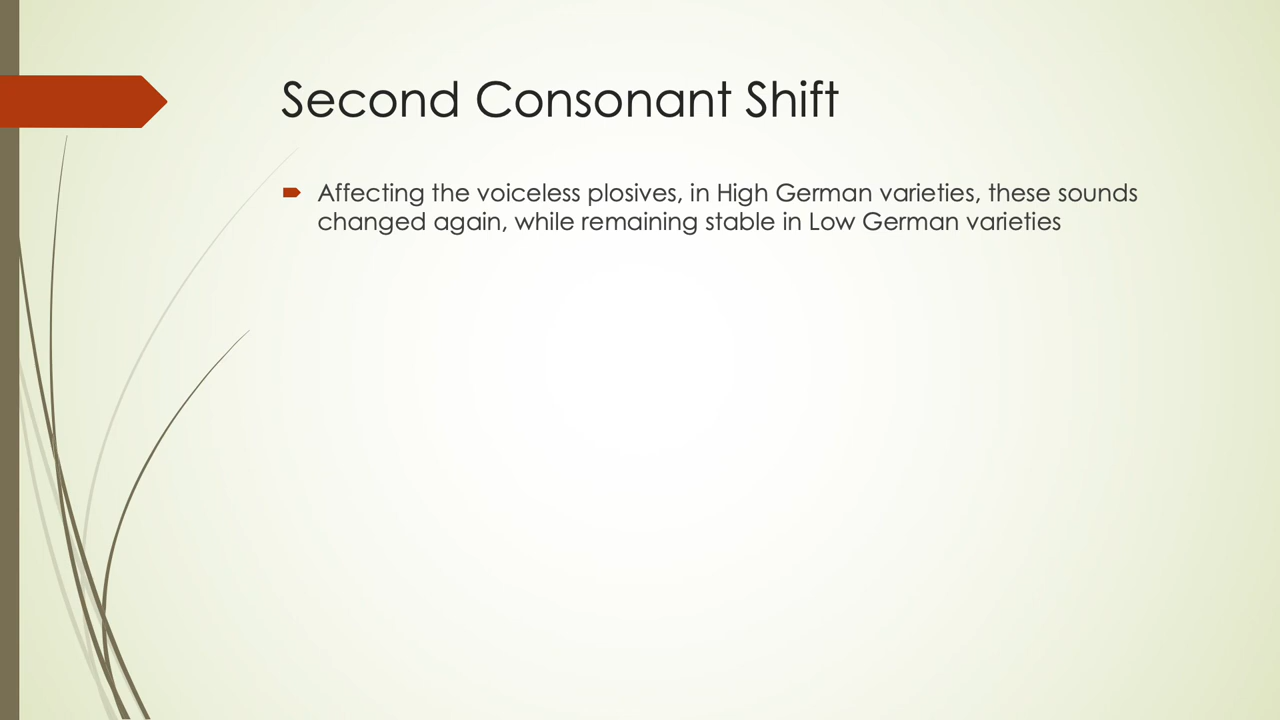 Second Consonant Shift
Affecting the voiceless plosives, in High German varieties, these sounds
changed again, while remaining stable in Low German varieties